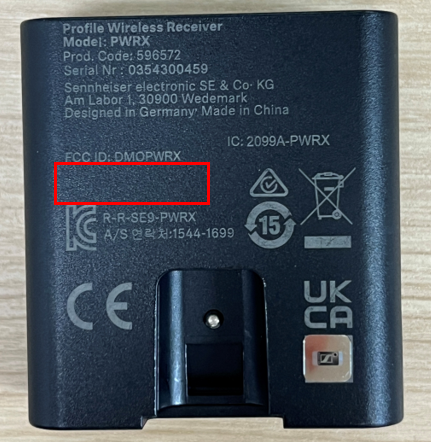 Profile Wireless Receiver
Model: PWRX
Prod. Code: 596572
Serial Nr : 0354300459
Sennheiser electronic SE & Co· KG
Am Labor 1, 30900 Wedemark
Designed in Germany· Made in China
IC: 2099A-PWRX
FCC ID: DMOPWRX
R-R-SE9-PWRX
A/S 연락처:1544-1699
15
CE
UK
CA